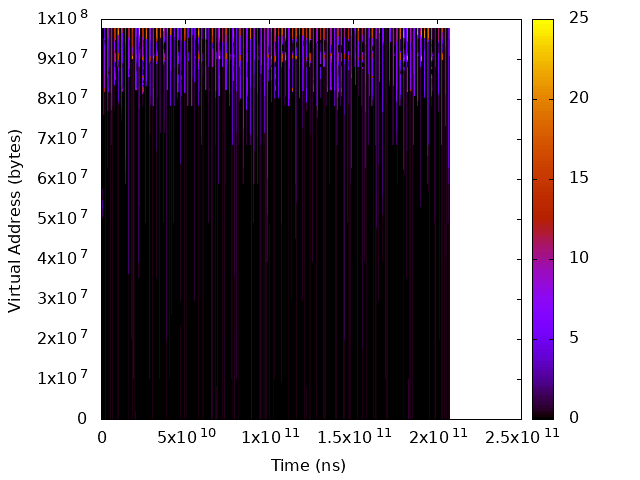 1x10^8
9x10^7
8x10^7
7x10^7
6x10^7
5x10^7
4x10^7
3x10^7
2x10^7
1x10^7
0
Virtual Address (bytes)
0 5x10^10 1x10^11 1.5x10^11 2x10^11 2.5x10^11
Time (ns)
25
20
15
10
5
0